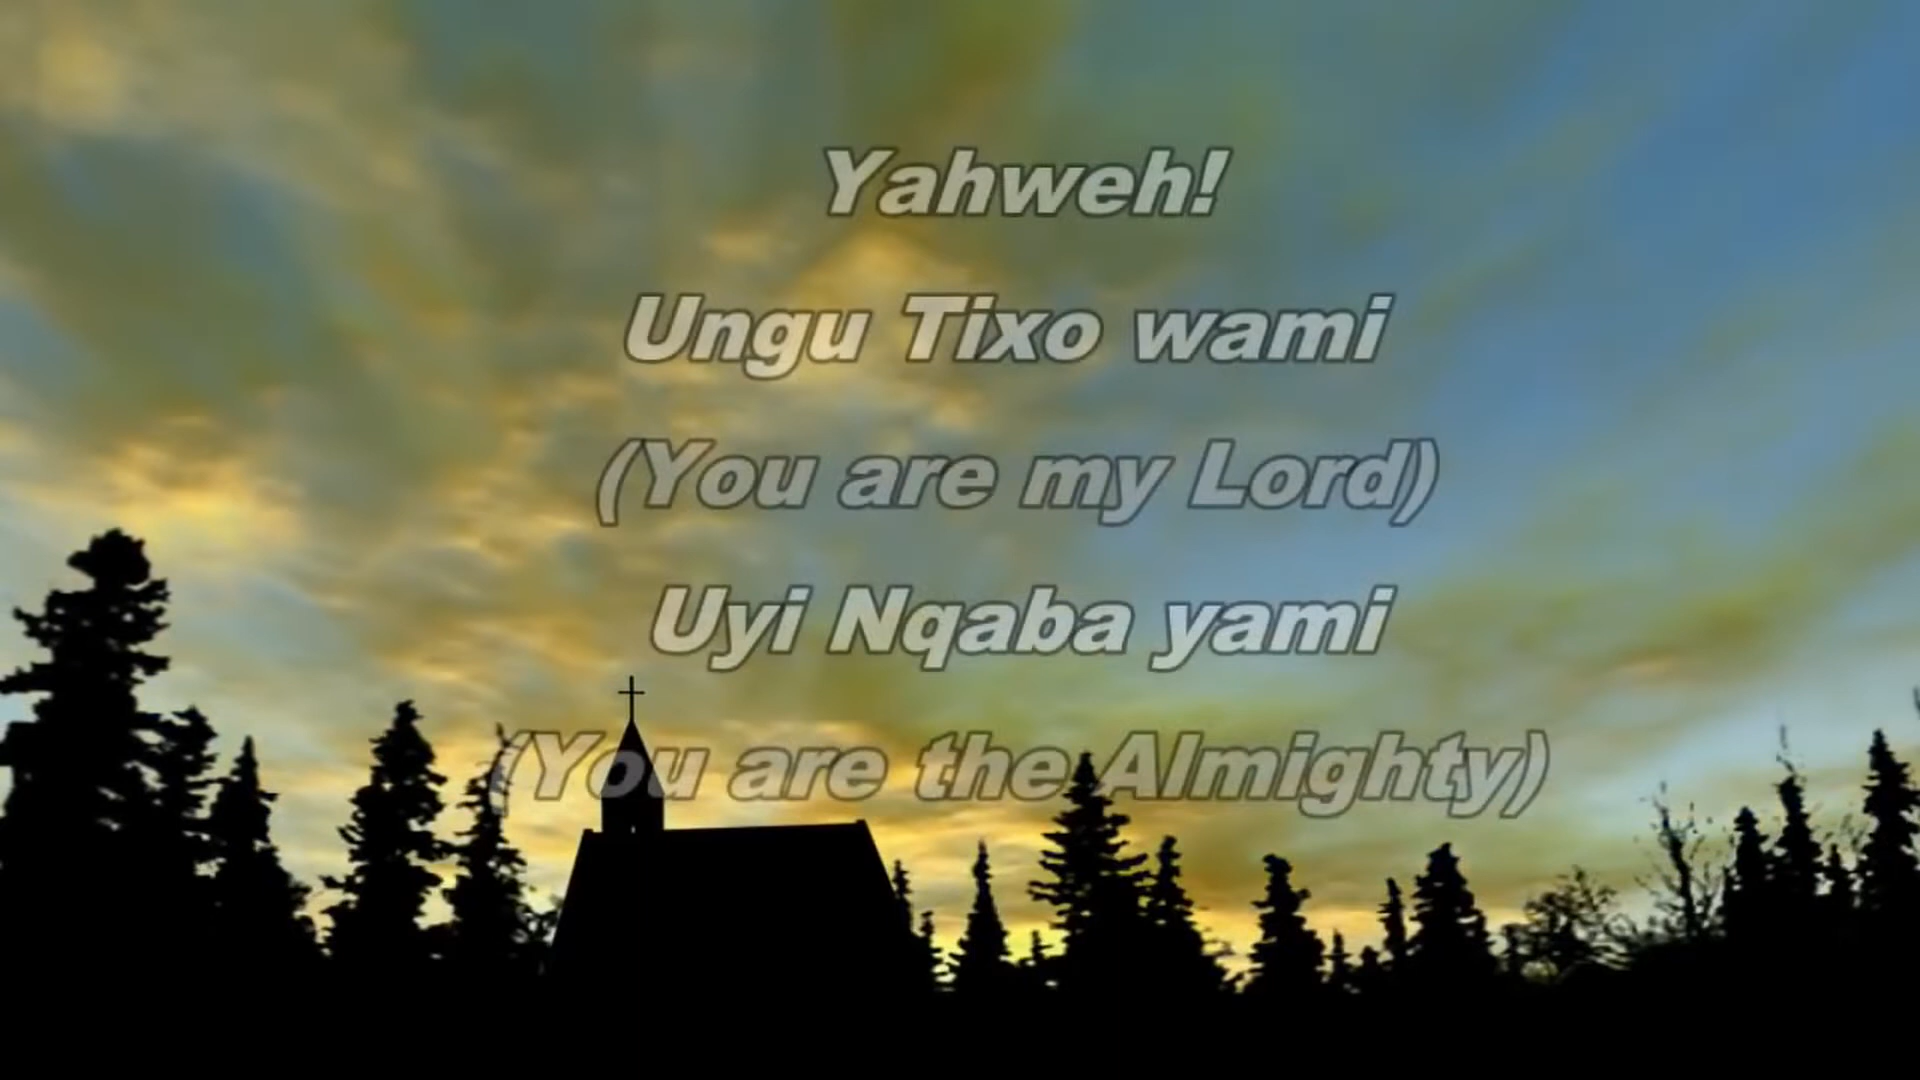 Yahweh!
Ungu Tixo wami
(You are my Lord)
Uyi Nqaba yami
(You are the Almighty)